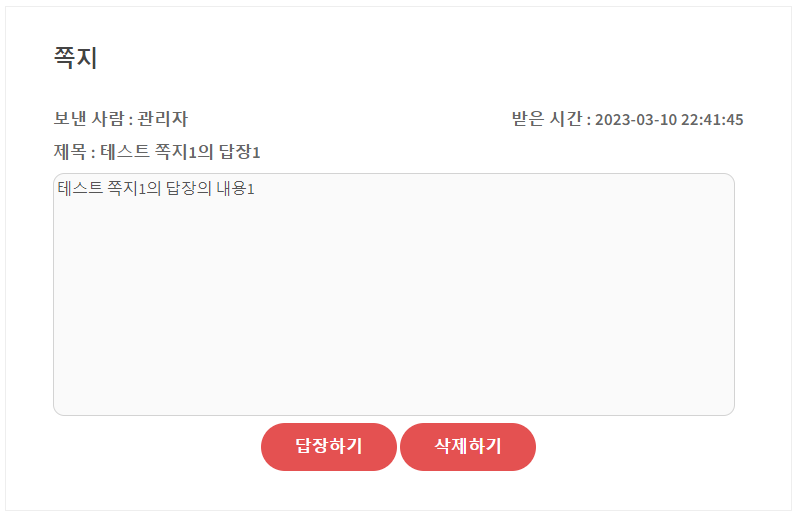 쪽지
보낸 사람 : 관리자 받은 시간 : 2023-03-10 22:41:45
제목 : 테스트 쪽지1의 답장1
테스트 쪽지1의 답장의 내용1
답장하기 삭제하기